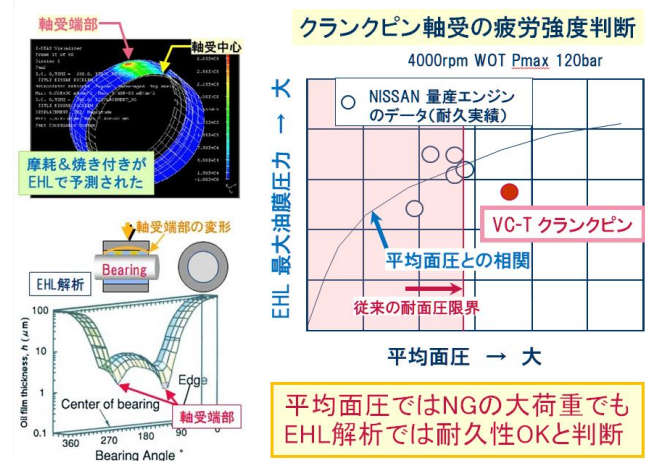 軸受端部
軸受中心
摩耗&焼き付きが
EHLで予測された
軸受端部の変形
Bearing
EHL解析
Oil film thickness, h (μm)
100
10
1
0.1
Edge
Center of bearing
軸受端部
360
270
180
90
0
Bearing Angle °
クランクピン軸受の疲労強度判断
4000rpm WOT Pmax 120bar
EHL 最大油膜圧力 → 大
NISSAN 量産エンジン
のデータ(耐久実績)
VC-T クランクピン
平均面圧との相関
従来の耐面圧限界
平均面圧 → 大
平均面圧ではNGの大荷重でも
EHL解析では耐久性OKと判断